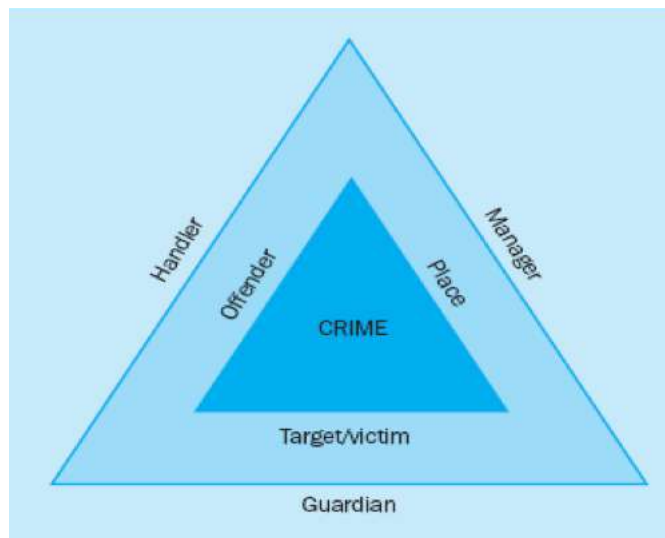 Handler
Manager
Offender
Place
CRIME
Target/victim
Guardian